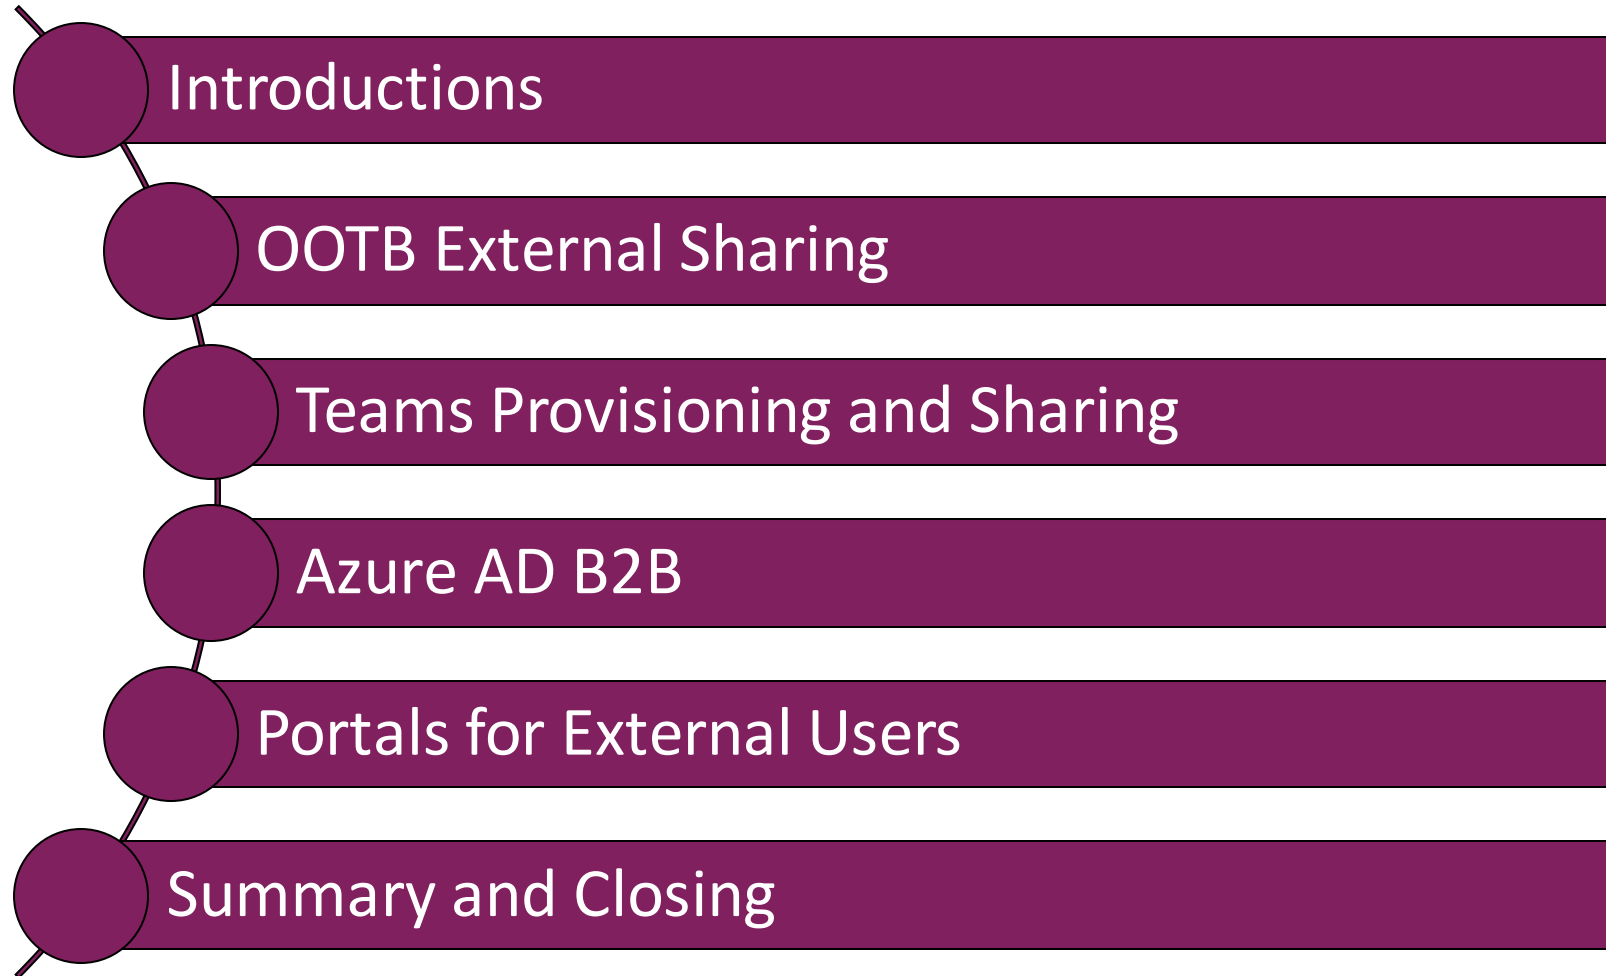 Introductions
OOTB External Sharing
Teams Provisioning and Sharing
Azure AD B2B
Portals for External Users
Summary and Closing